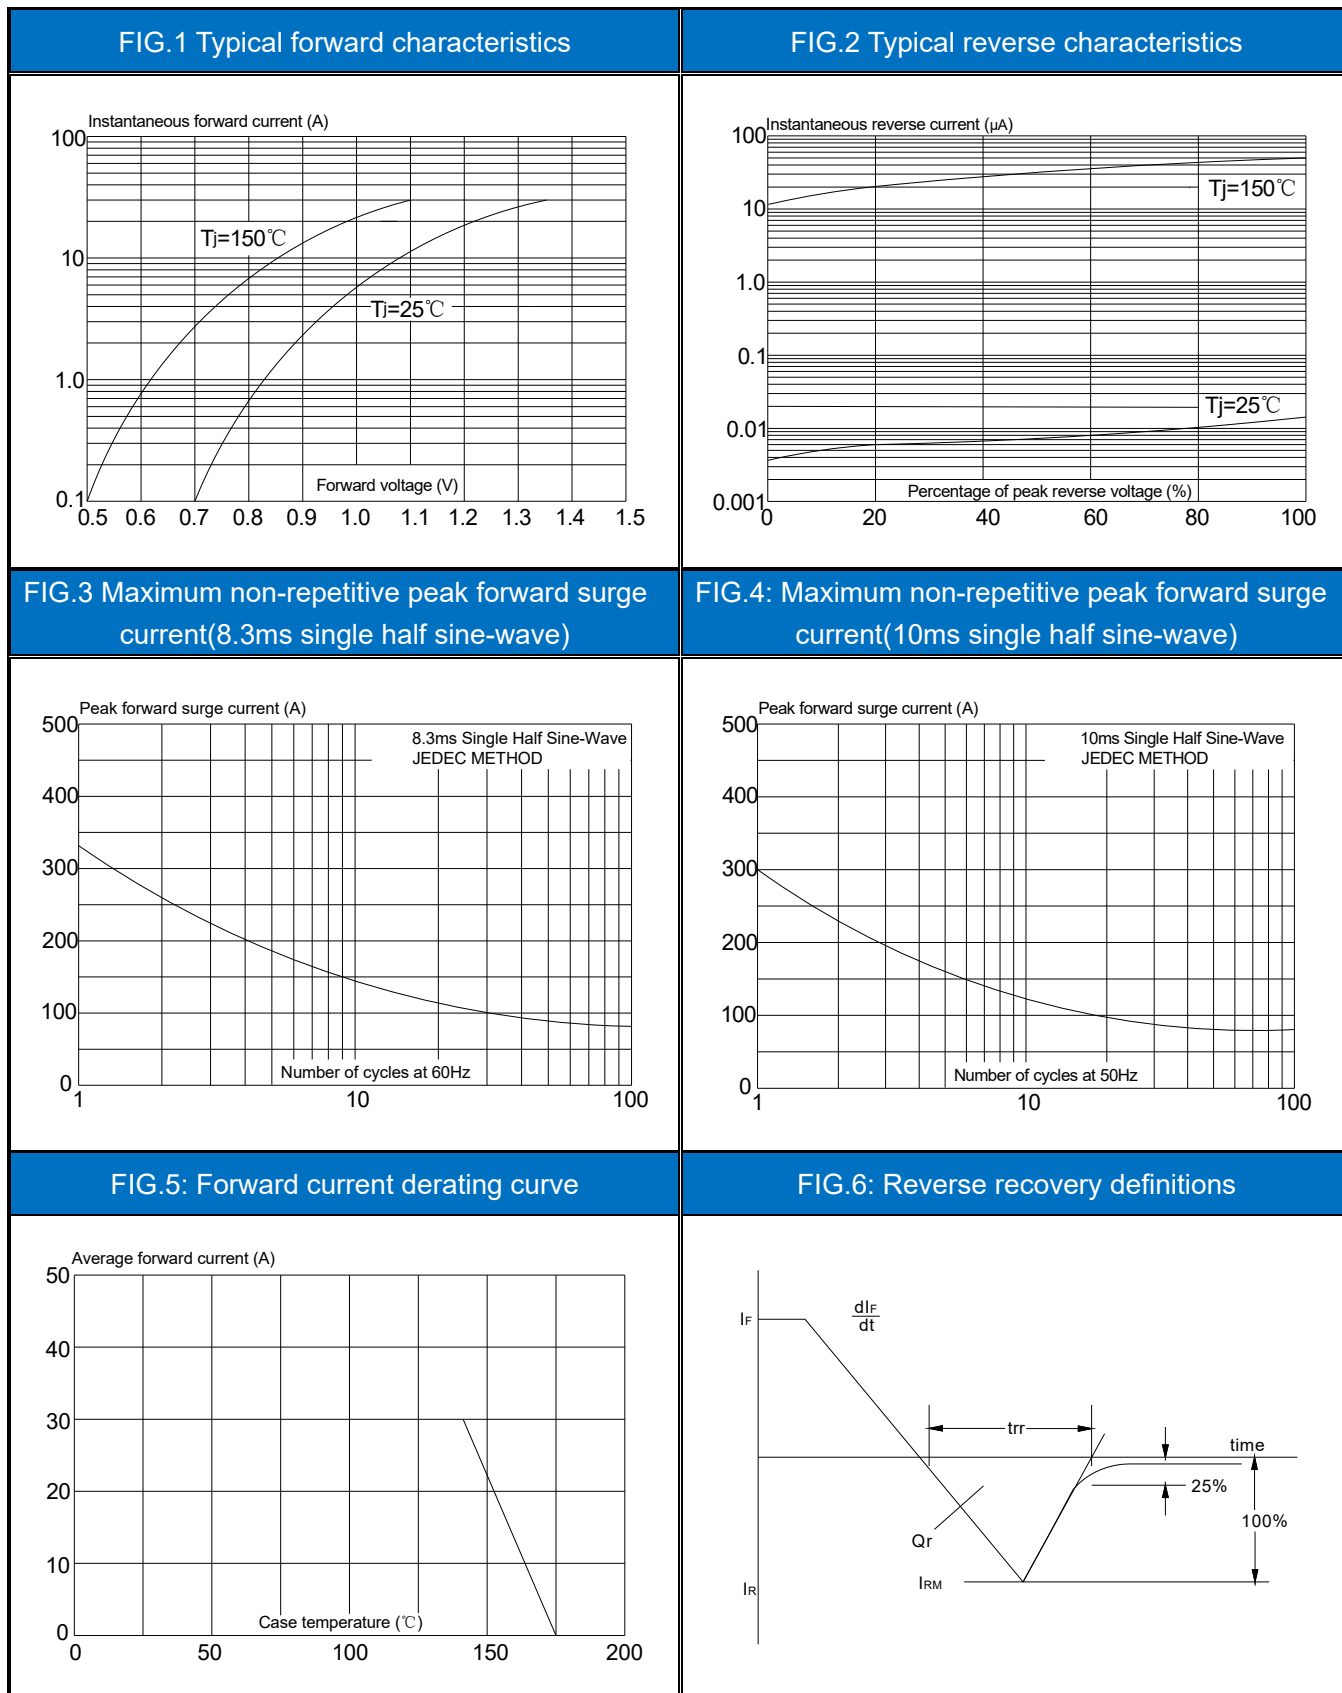 FIG.1 Typical forward characteristics
Instantaneous forward current (A)
100
10
1.0
0.1
Tj=150℃
Tj=25℃
Forward voltage (V)
0.5 0.6 0.7 0.8 0.9 1.0 1.1 1.2 1.3 1.4 1.5
FIG.2 Typical reverse characteristics
Instantaneous reverse current (μA)
100
10
1.0
0.1
0.01
0.001
Tj=150℃
Tj=25℃
Percentage of peak reverse voltage (%)
0 20 40 60 80 100
FIG.3 Maximum non-repetitive peak forward surge
current(8.3ms single half sine-wave)
Peak forward surge current (A)
500
400
300
200
100
0
8.3ms Single Half Sine-Wave
JEDEC METHOD
Number of cycles at 60Hz
1 10 100
FIG.4: Maximum non-repetitive peak forward surge
current(10ms single half sine-wave)
Peak forward surge current (A)
500
400
300
200
100
0
10ms Single Half Sine-Wave
JEDEC METHOD
Number of cycles at 50Hz
1 10 100
FIG.5: Forward current derating curve
Average forward current (A)
50
40
30
20
10
0
Case temperature (℃)
0 50 100 150 200
FIG.6: Reverse recovery definitions
IF
dIF
dt
trr
time
25%
100%
Qr
IR
IRM